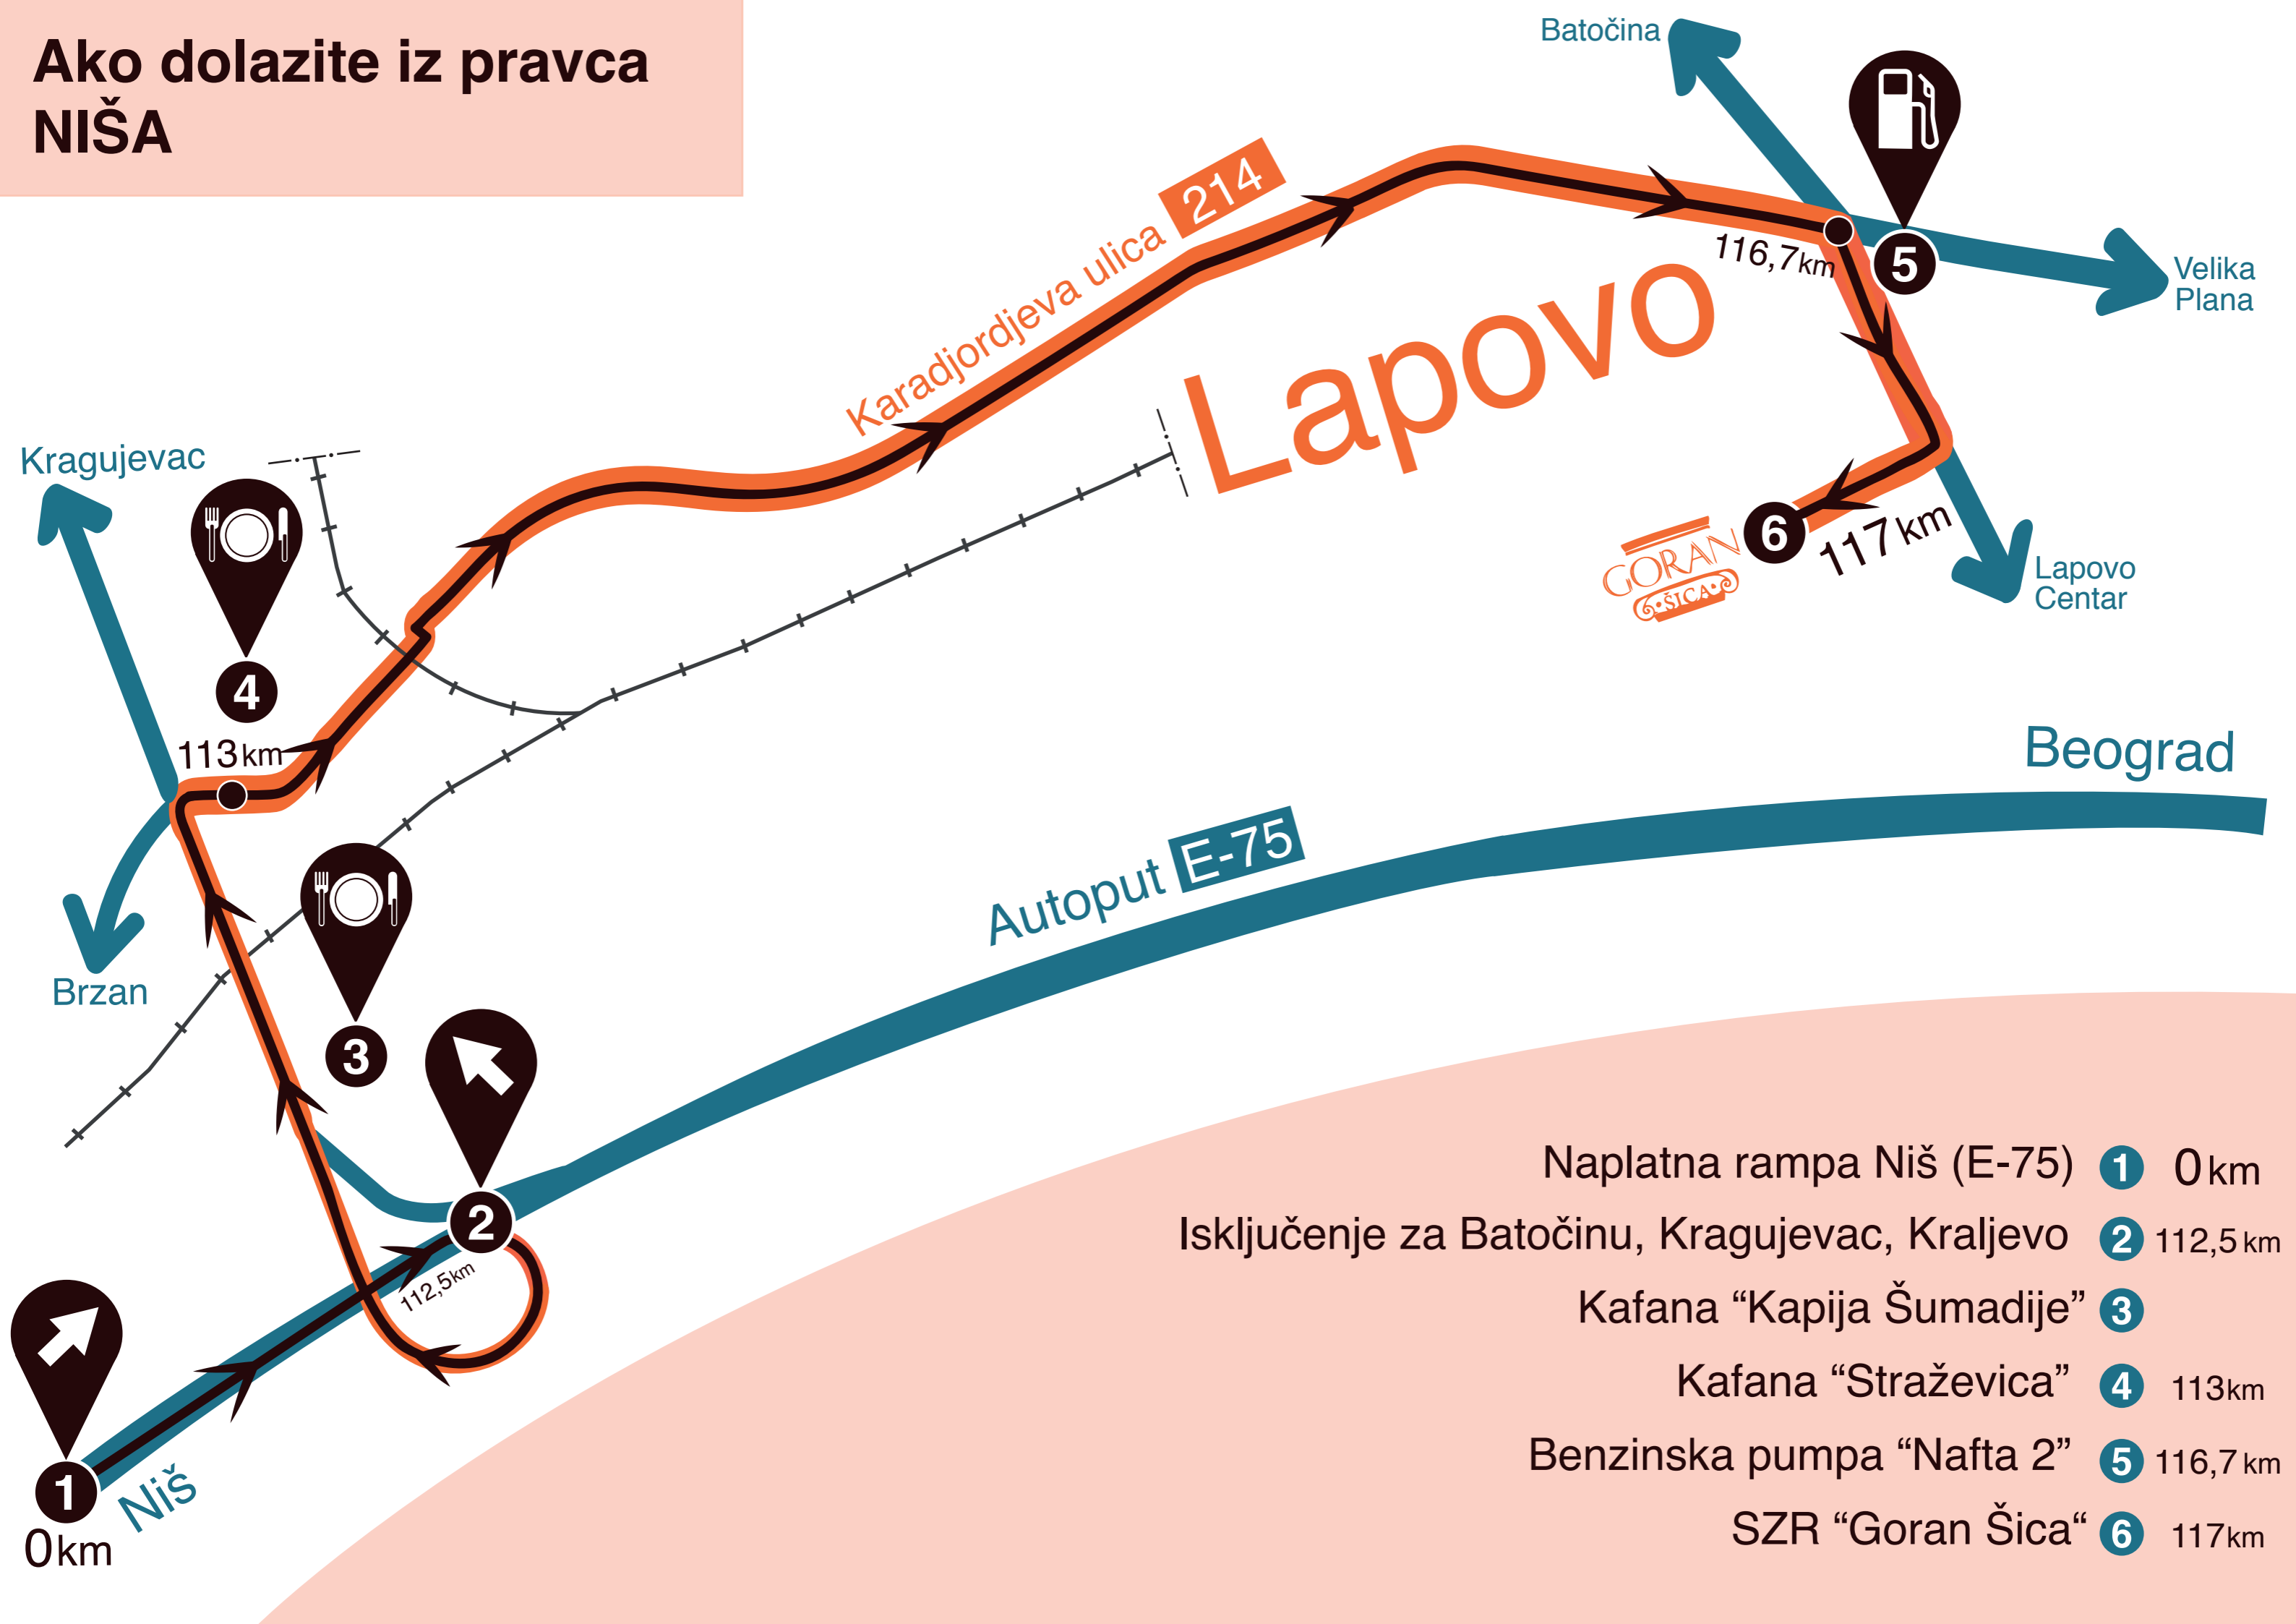 Ako dolazite iz pravca
NIŠA
Batočina
214
Karadjordjeva ulica
116,7km
5
Velika
Plana
Lapovo
Kragujevac
6
117km
GORAN
ŠICA
Lapovo
Centar
4
113km
Beograd
Autoput E-75
Brzan
3
2
112,5km
1
Niš
0km
Naplatna rampa Niš (E-75) 1 0km
Isključenje za Batočinu, Kragujevac, Kraljevo 2 112,5km
Kafana “Kapija Šumadije” 3
Kafana “Straževica” 4 113km
Benzinska pumpa “Nafta 2” 5 116,7km
SZR “Goran Šica“ 6 117km